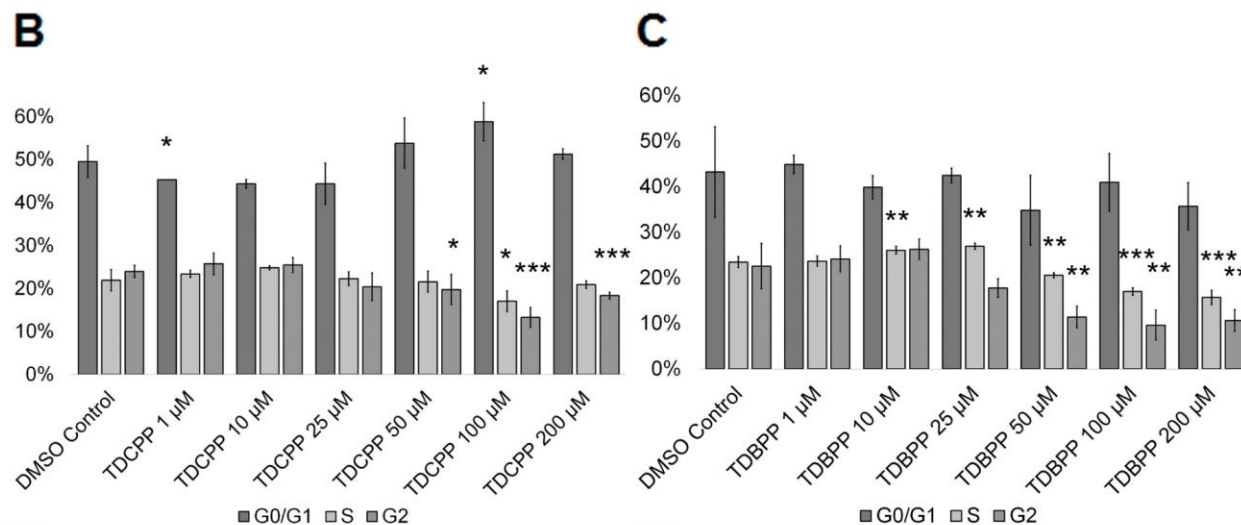 B
60%
50%
40%
30%
20%
10%
0%
*
*
*
*
***
***
DMSO Control
TDCPP 1 µM
TDCPP 10 µM
TDCPP 25 µM
TDCPP 50 µM
TDCPP 100 µM
TDCPP 200 µM
G0/G1 S G2
C
60%
50%
40%
30%
20%
10%
0%
**
**
**
**
***
**
***
**
DMSO Control
TDBPP 1 µM
TDBPP 10 µM
TDBPP 25 µM
TDBPP 50 µM
TDBPP 100 µM
TDBPP 200 µM
G0/G1 S G2